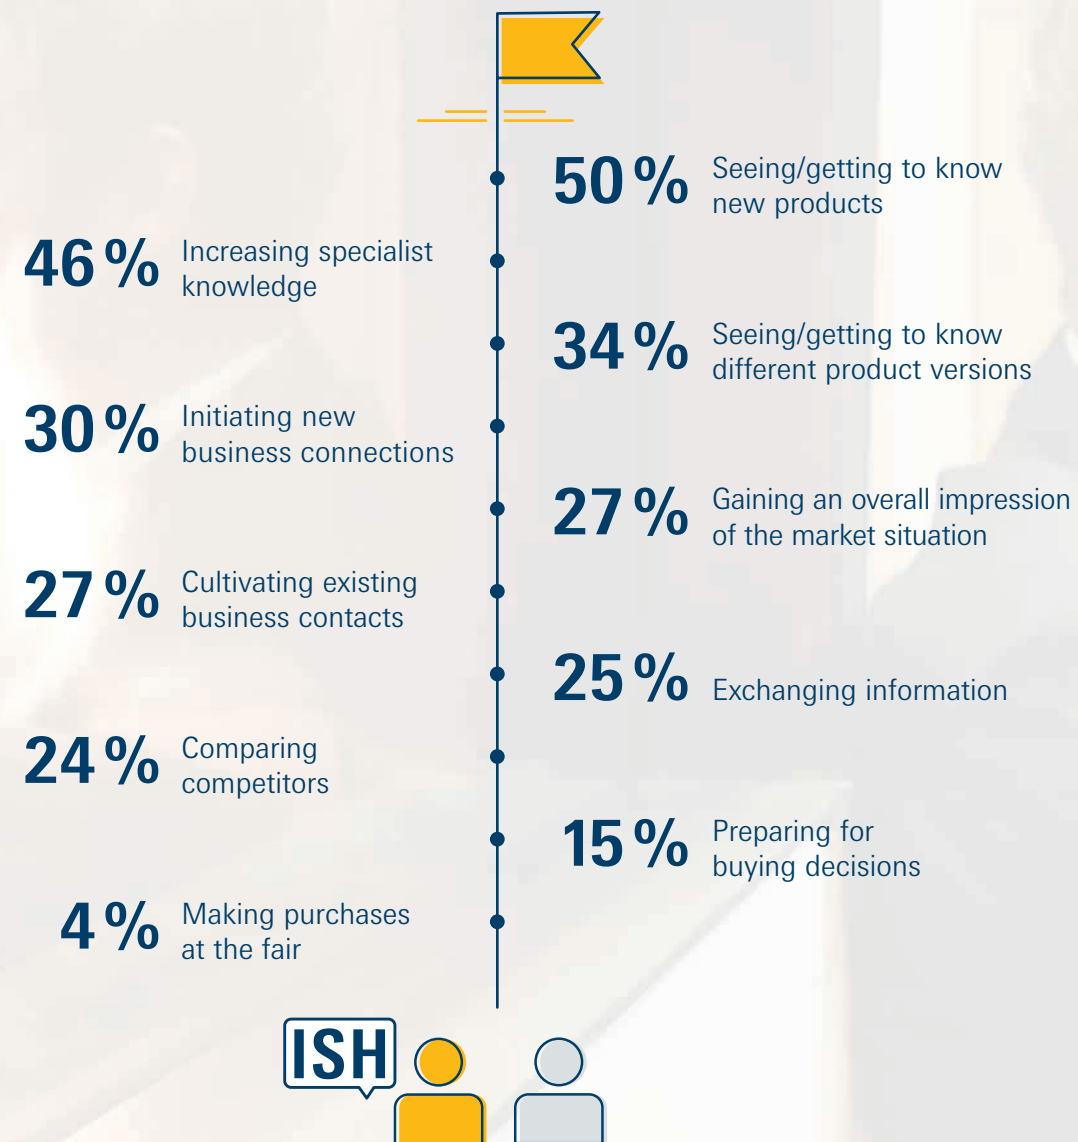 50 % Seeing/getting to know
new products
46 % Increasing specialist
knowledge
34 % Seeing/getting to know
different product versions
30 % Initiating new
business connections
27 % Gaining an overall impression
of the market situation
27 % Cultivating existing
business contacts
25 % Exchanging information
24 % Comparing
competitors
15 % Preparing for
buying decisions
4 % Making purchases
at the fair
ISH